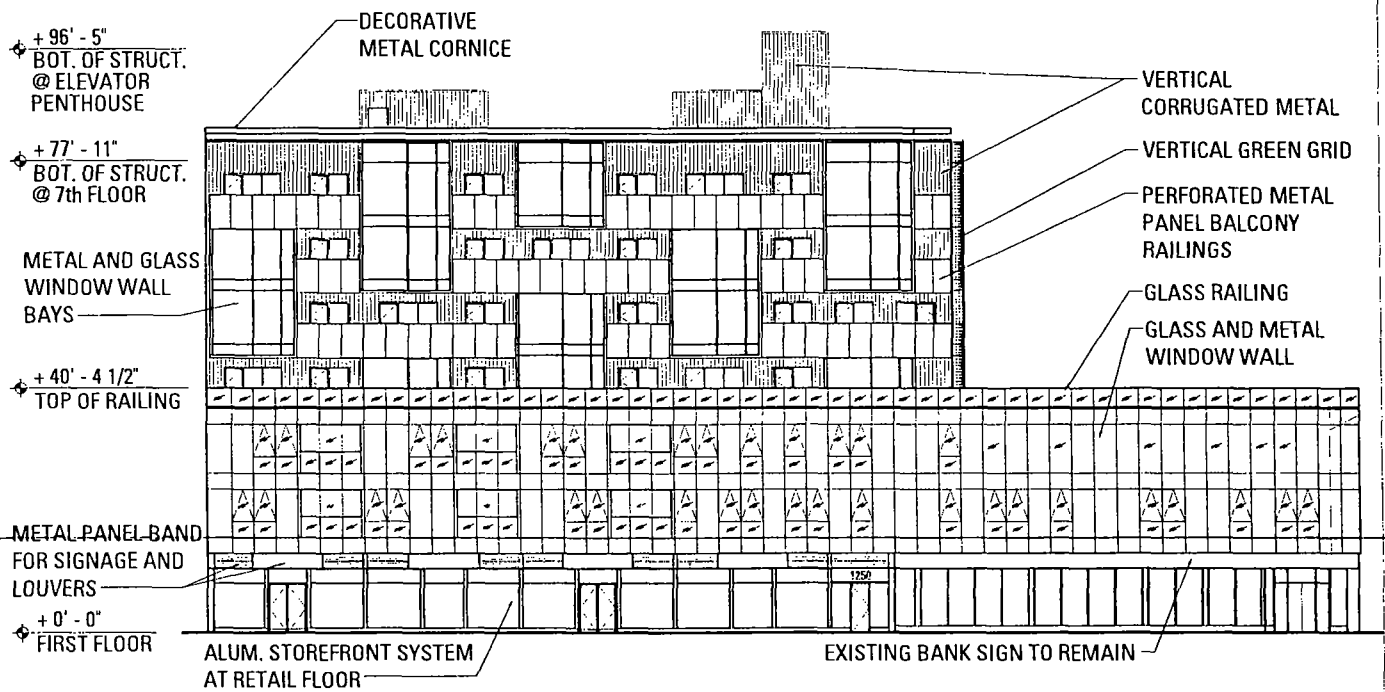 + 96' - 5"
BOT. OF STRUCT.
@ ELEVATOR
PENTHOUSE
+ 77' - 11"
BOT. OF STRUCT.
@ 7th FLOOR
METAL AND GLASS
WINDOW WALL
BAYS
+ 40' - 4 1/2"
TOP OF RAILING
METAL PANEL BAND
FOR SIGNAGE AND
LOUVERS
+ 0' - 0"
FIRST FLOOR
DECORATIVE
METAL CORNICE
VERTICAL
CORRUGATED METAL
VERTICAL GREEN GRID
PERFORATED METAL
PANEL BALCONY
RAILINGS
GLASS RAILING
GLASS AND METAL
WINDOW WALL
1250
ALUM. STOREFRONT SYSTEM
AT RETAIL FLOOR
EXISTING BANK SIGN TO REMAIN